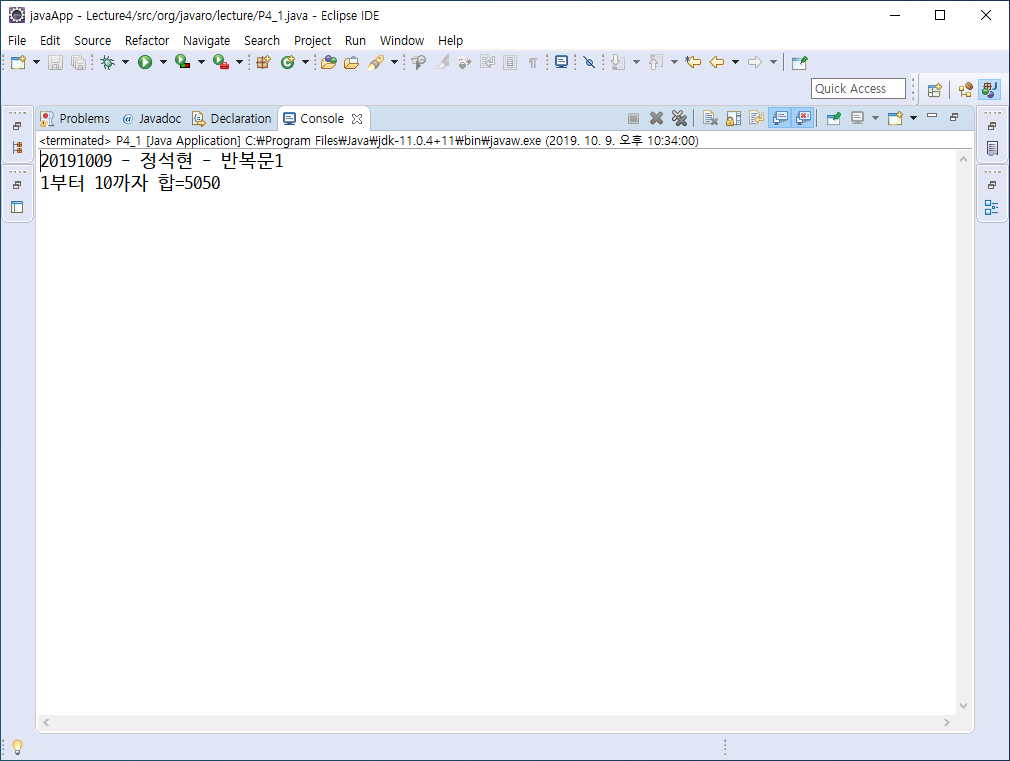 javaApp - Lecture4/src/org/javaro/lecture/P4_1.java - Eclipse IDE
File Edit Source Refactor Navigate Search Project Run Window Help
Quick Access
Problems @ Javadoc Declaration Console
<terminated> P4_1 [Java Application] C:₩Program Files₩Java₩jdk-11.0.4+11₩bin₩javaw.exe (2019. 10. 9. 오후 10:34:00)
20191009 - 정석현 - 반복문1
1부터 10까자 합=5050